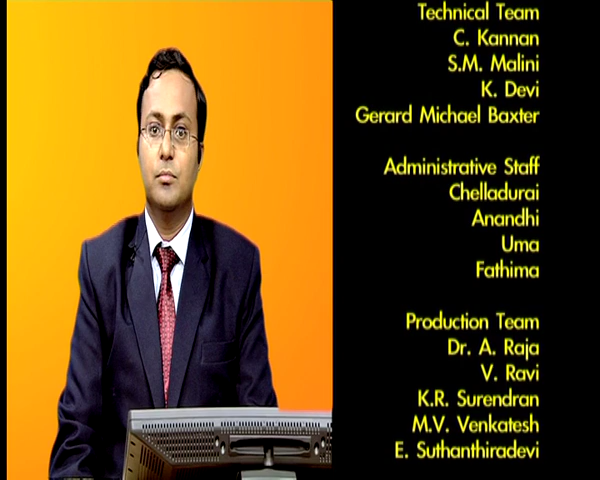 Technical Team
C. Kannan
S.M. Malini
K. Devi
Gerard Michael Baxter
Administrative Staff
Chelladurai
Anandhi
Uma
Fathima
Production Team
Dr. A. Raja
V. Ravi
K.R. Surendran
M.V. Venkatesh
E. Suthanthiradevi